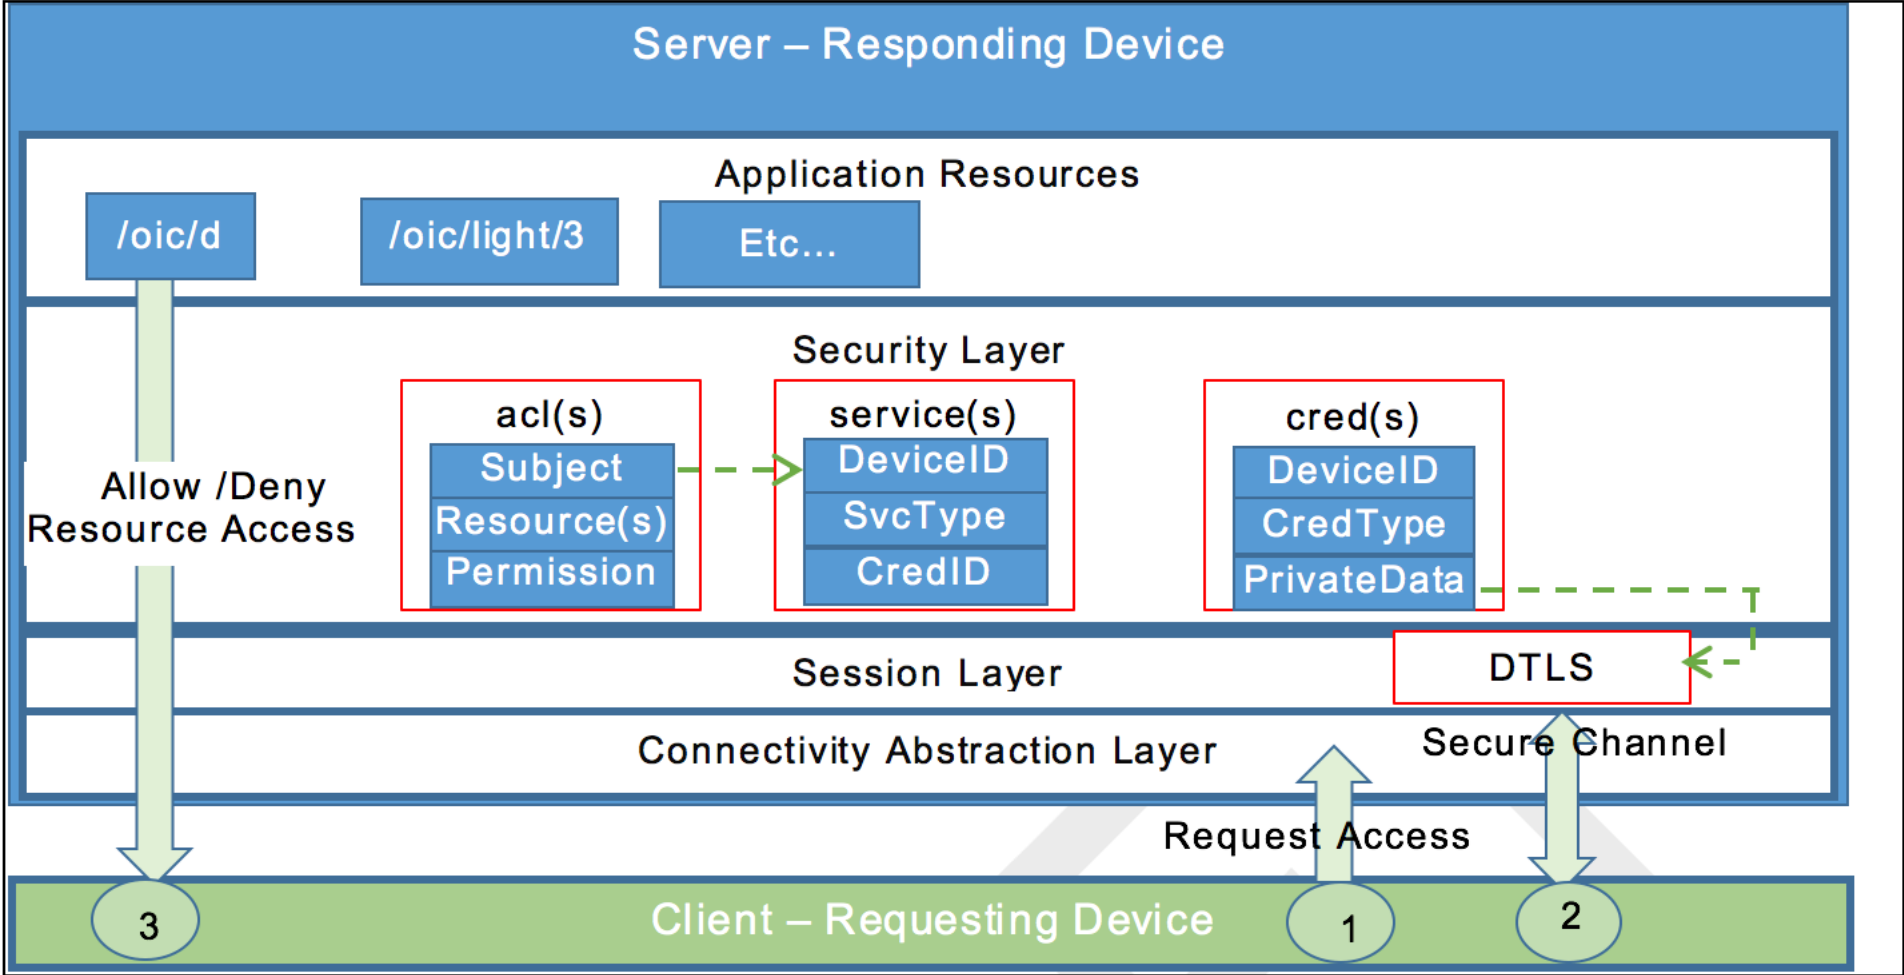 Server – Responding Device
Application Resources
/oic/d
/oic/light/3
Etc...
Security Layer
acl(s)
Subject
Resource(s)
Permission
service(s)
DeviceID
SvcType
CredID
cred(s)
DeviceID
CredType
PrivateData
Allow /Deny
Resource Access
Session Layer
DTLS
Connectivity Abstraction Layer
Secure Channel
Request Access
3
Client – Requesting Device
1
2